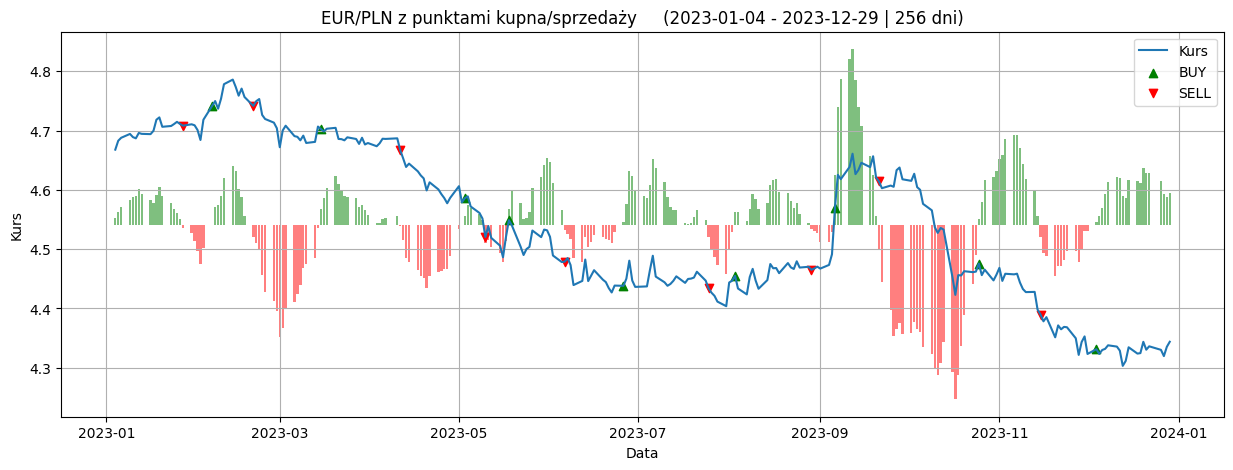 EUR/PLN z punktami kupna/sprzedaży (2023-01-04 - 2023-12-29 | 256 dni)
Kurs
BUY
SELL
4.8
4.7
4.6
4.5
4.4
4.3
Kurs
2023-01
2023-03
2023-05
2023-07
2023-09
2023-11
2024-01
Data